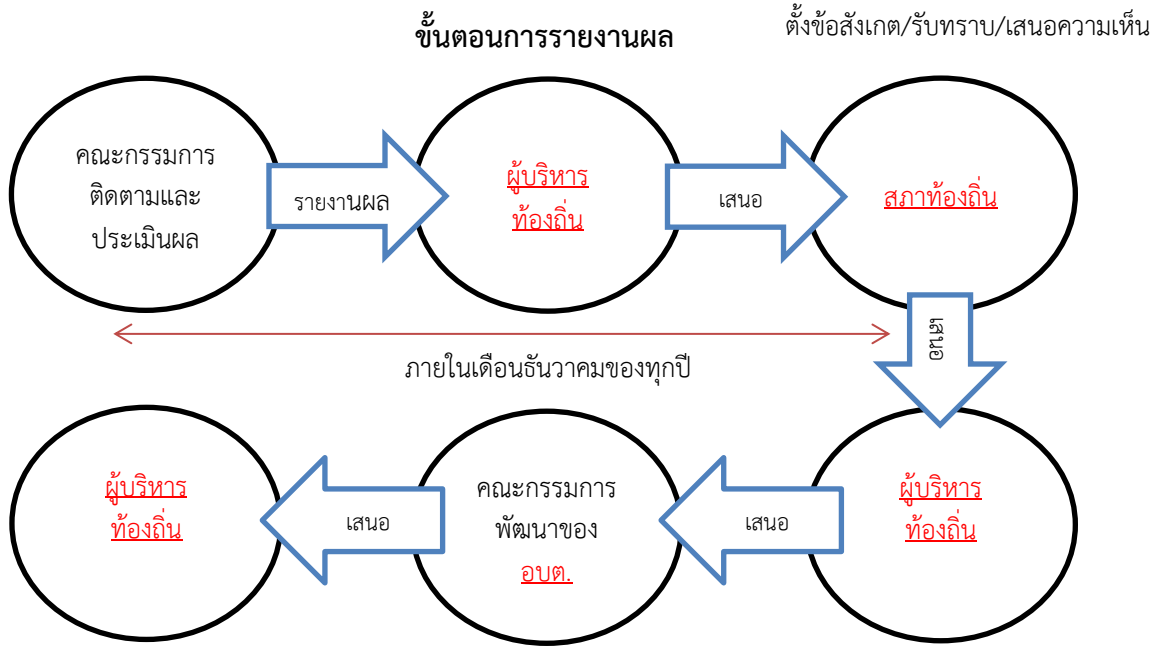 ขั้นตอนการรายงานผล
ตั้งข้อสังเกต/รับทราบ/เสนอความเห็น
คณะกรรมการ
ติดตามและ
ประเมินผล
รายงานผล
ผู้บริหาร
ท้องถิ่น
เสนอ
สภาท้องถิ่น
เสนอ
ภายในเดือนธันวาคมของทุกปี
ผู้บริหาร
ท้องถิ่น
เสนอ
คณะกรรมการ
พัฒนาของ
อบต.
เสนอ
ผู้บริหาร
ท้องถิ่น